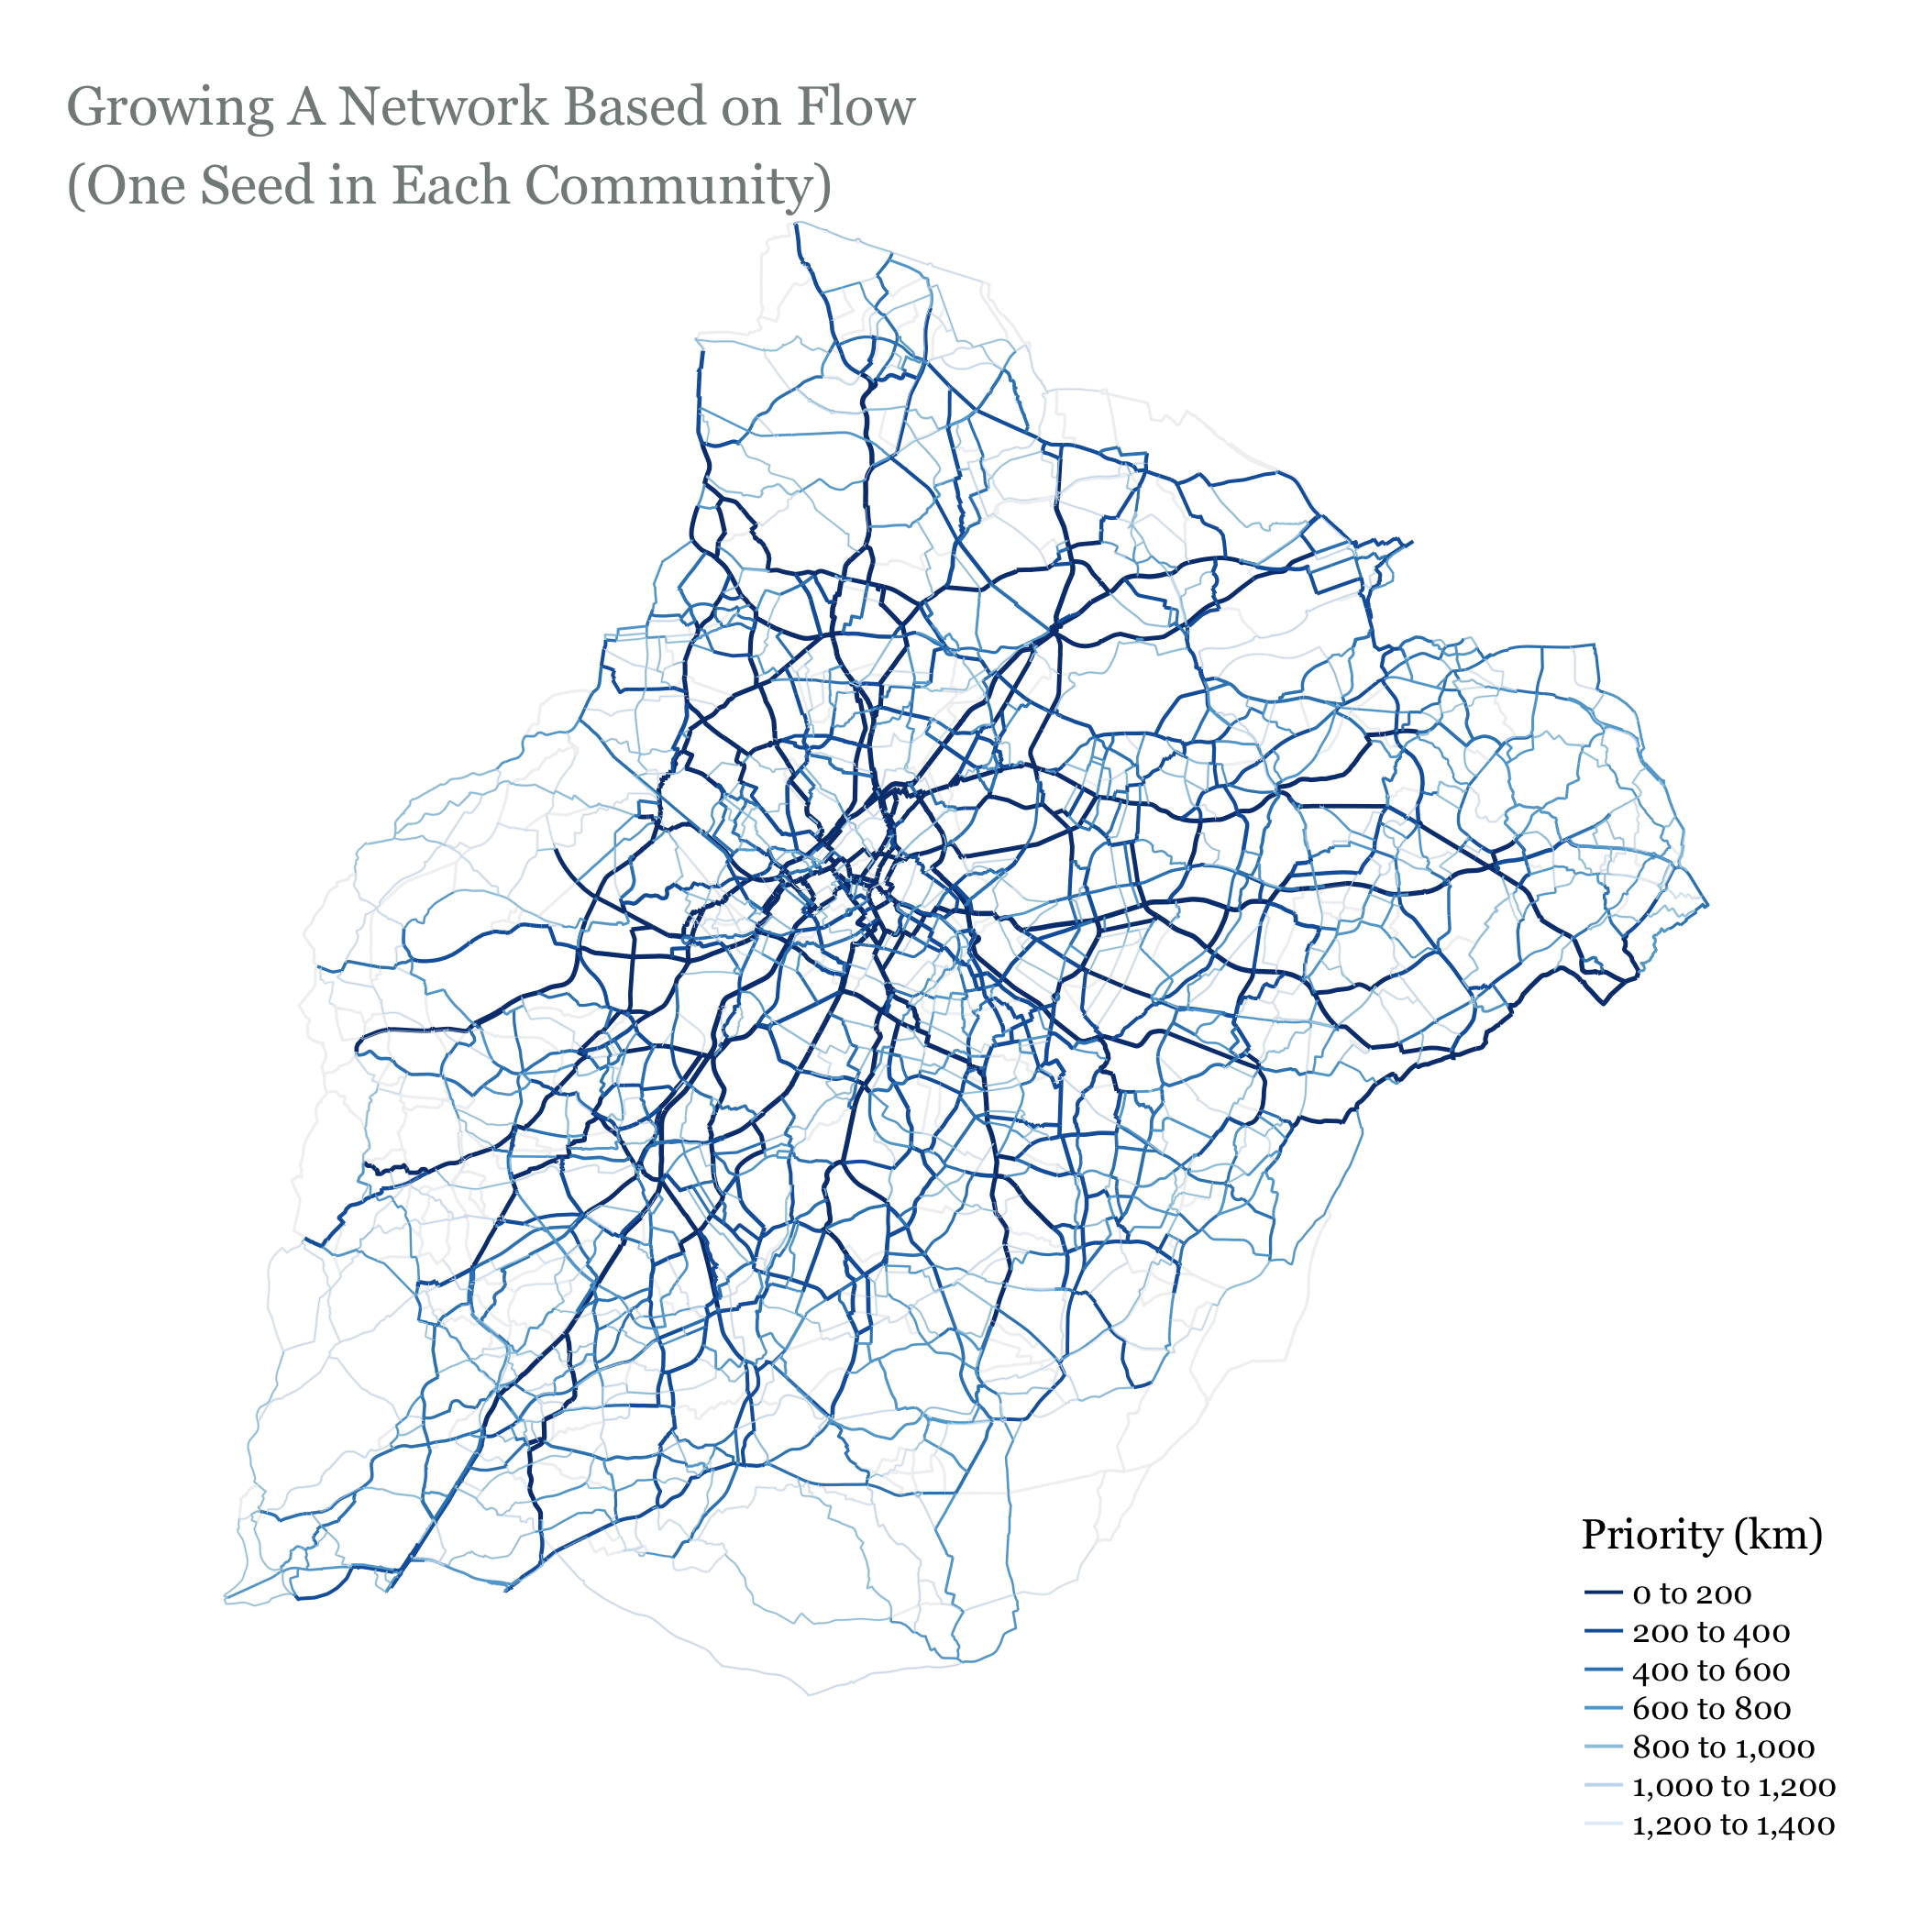 Growing A Network Based on Flow
(One Seed in Each Community)
Priority (km)
0 to 200
200 to 400
400 to 600
600 to 800
800 to 1,000
1,000 to 1,200
1,200 to 1,400